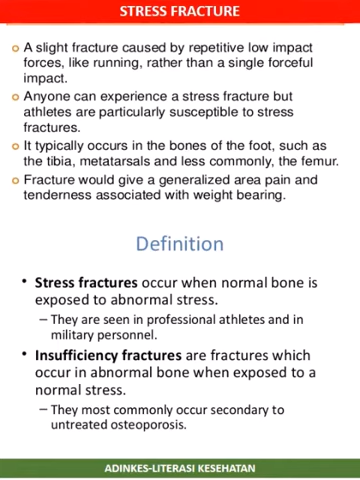 STRESS FRACTURE
A slight fracture caused by repetitive low impact
forces, like running, rather than a single forceful
impact.
Anyone can experience a stress fracture but
athletes are particularly susceptible to stress
fractures.
It typically occurs in the bones of the foot, such as
the tibia, metatarsals and less commonly, the femur.
Fracture would give a generalized area pain and
tenderness associated with weight bearing.
Definition
• Stress fractures occur when normal bone is
exposed to abnormal stress.
– They are seen in professional athletes and in
military personnel.
• Insufficiency fractures are fractures which
occur in abnormal bone when exposed to a
normal stress.
– They most commonly occur secondary to
untreated osteoporosis.
ADINKES-LITERASI KESEHATAN